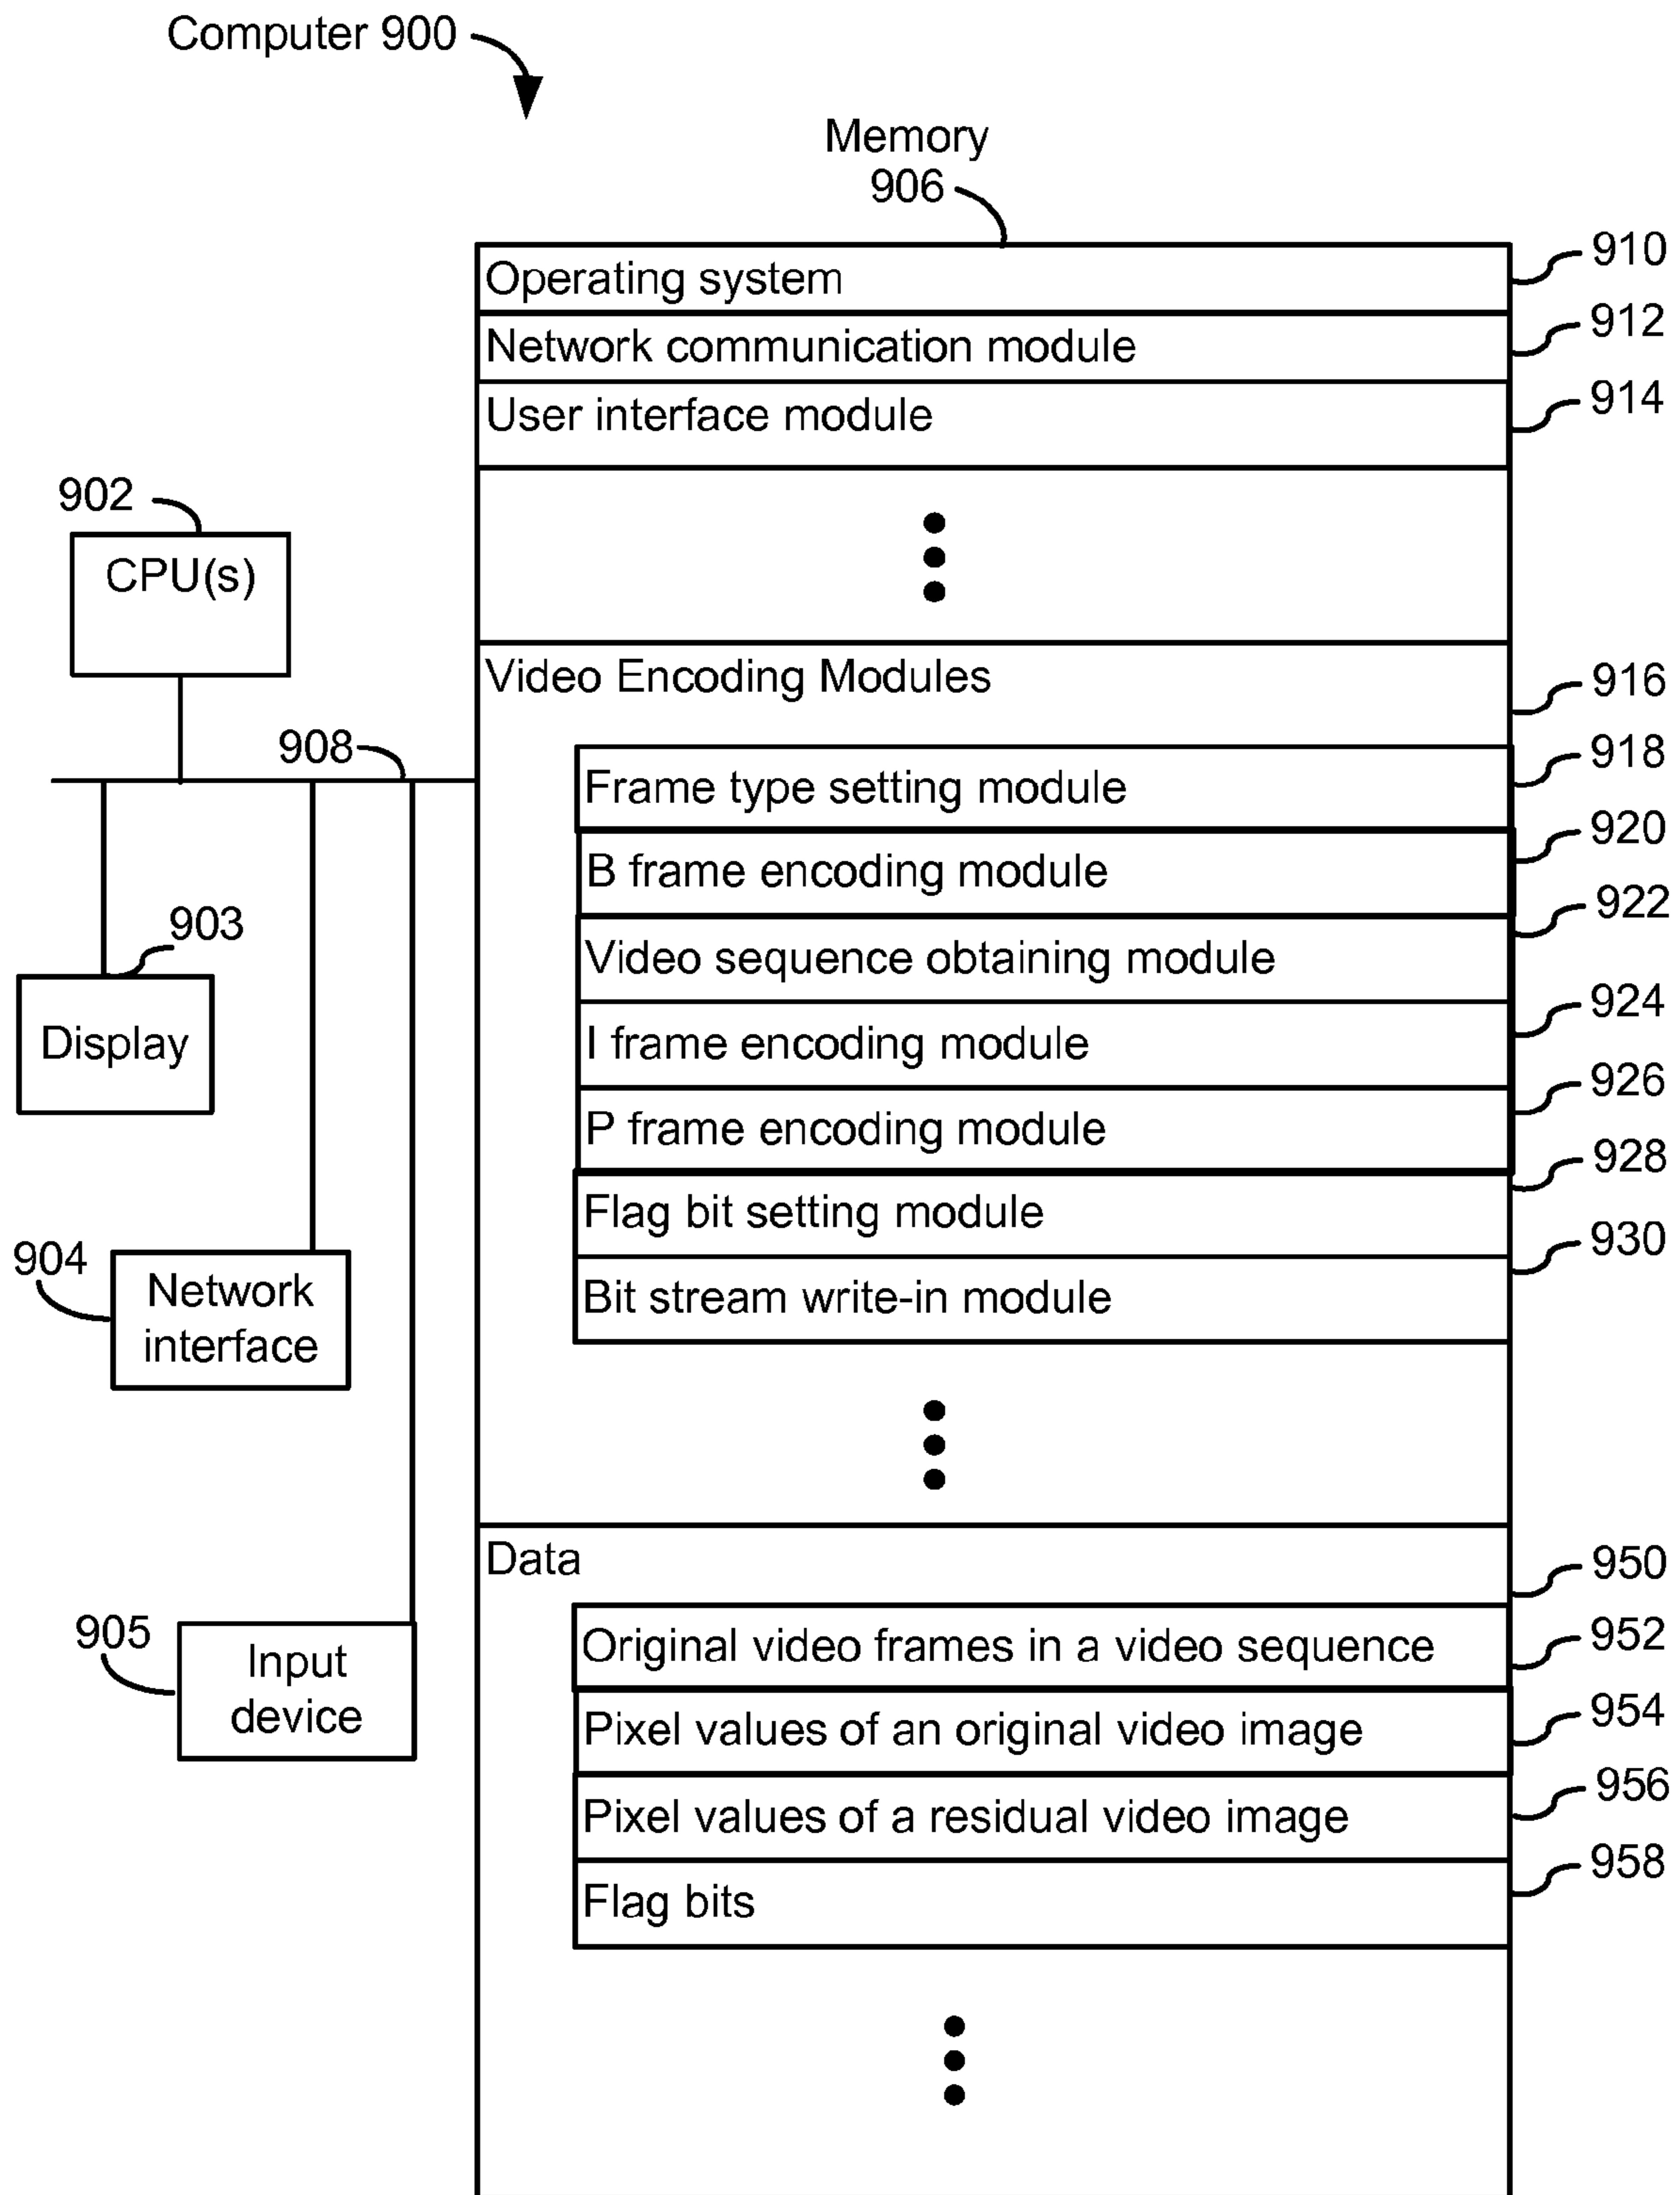 Computer 900
Memory
906
Operating system
910
Network communication module
912
User interface module
914
902
CPU(s)
Video Encoding Modules
916
908
Frame type setting module
918
B frame encoding module
920
903
Display
Video sequence obtaining module
922
I frame encoding module
924
P frame encoding module
926
Flag bit setting module
928
904
Network
interface
Bit stream write-in module
930
Data
950
905
Input
device
Original video frames in a video sequence
952
Pixel values of an original video image
954
Pixel values of a residual video image
956
Flag bits
958